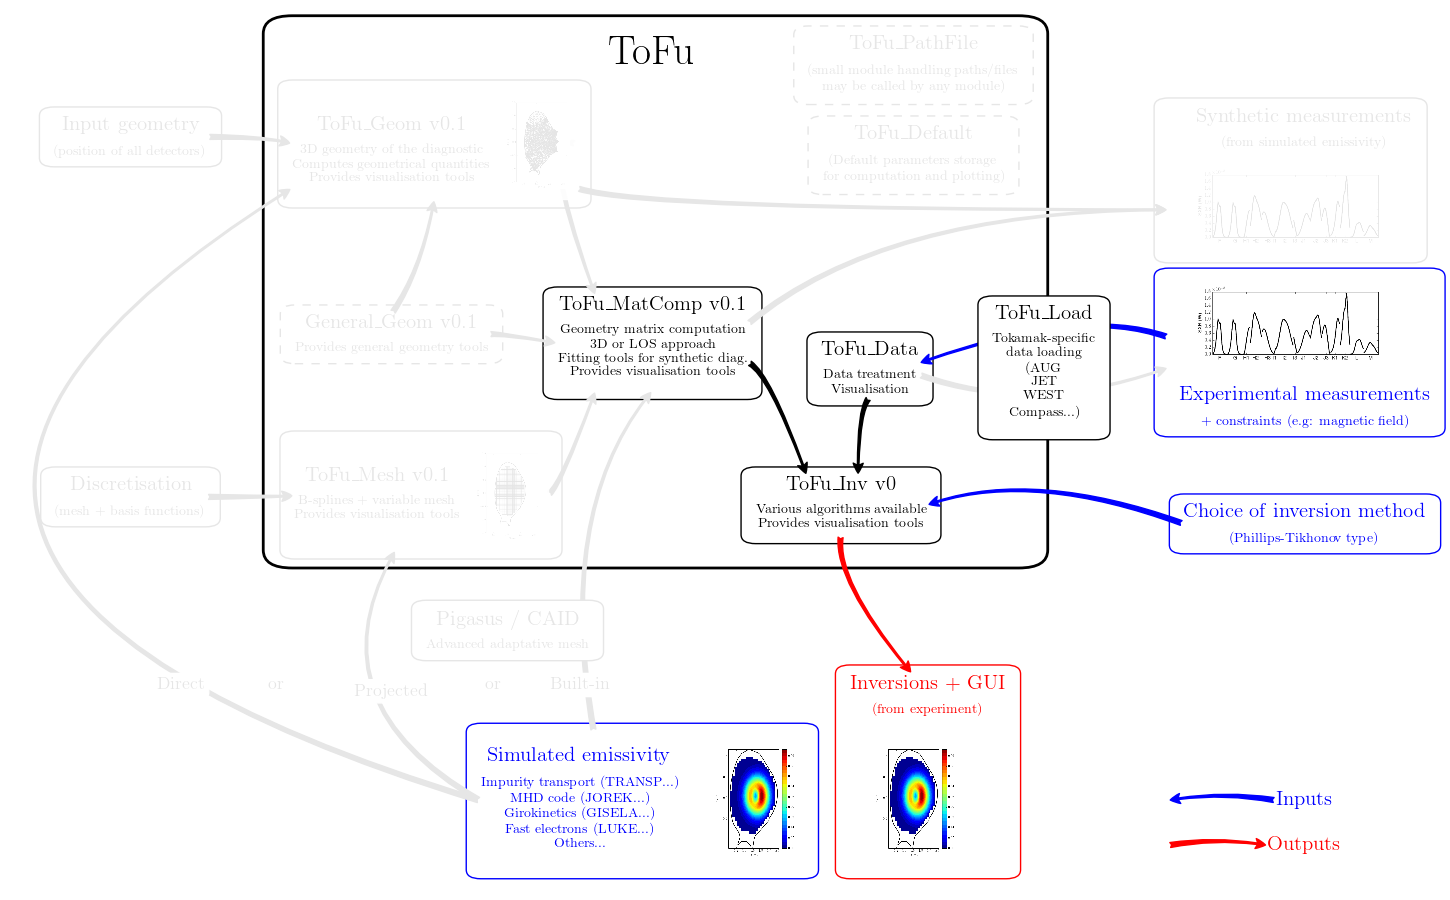 ToFu
ToFu_PathFile
(small module handling paths/files
may be called by any module)
ToFu_Default
(Default parameters storage
for computation and plotting)
Input geometry
(position of all detectors)
ToFu_Geom v0.1
3D geometry of the diagnostic
Computes geometrical quantities
Provides visualisation tools
Synthetic measurements
(from simulated emissivity)
General_Geom v0.1
Provides general geometry tools
ToFu_MatComp v0.1
Geometry matrix computation
3D or LOS approach
Fitting tools for synthetic diag.
Provides visualisation tools
ToFu_Data
Data treatment
Visualisation
ToFu_Load
Tokamak-specific
data loading
(AUG
JET
WEST
Compass...)
Experimental measurements
+ constraints (e.g: magnetic field)
Discretisation
(mesh + basis functions)
ToFu_Mesh v0.1
B-splines + variable mesh
Provides visualisation tools
ToFu_Inv v0
Various algorithms available
Provides visualisation tools
Choice of inversion method
(Phillips-Tikhonov type)
Pigasus / CAID
Advanced adaptative mesh
Direct or Projected or Built-in
Simulated emissivity
Impurity transport (TRANSP...)
MHD code (JOREK...)
Girokinetics (GISELA...)
Fast electrons (LUKE...)
Others...
Inversions + GUI
(from experiment)
Inputs
Outputs